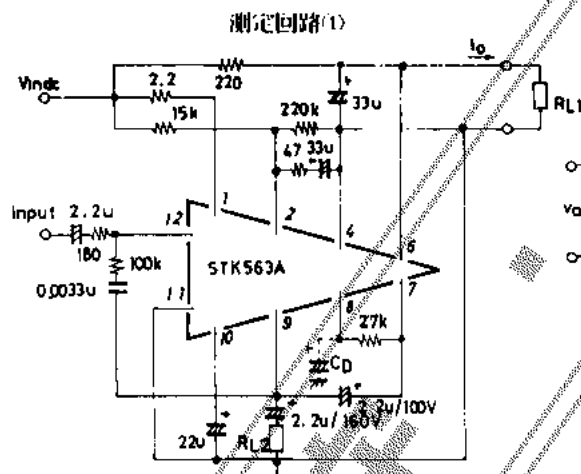 測定回路(1)
Io
Vindc
220
2.2
33u
RL1
15k
220k
47
33u
1
2
4
6
Input
2.2u
12
180
100k
STK563A
0.0033u
11
7
10
9
8
27k
CD
2.2u/100V
2.2u/160V
22u